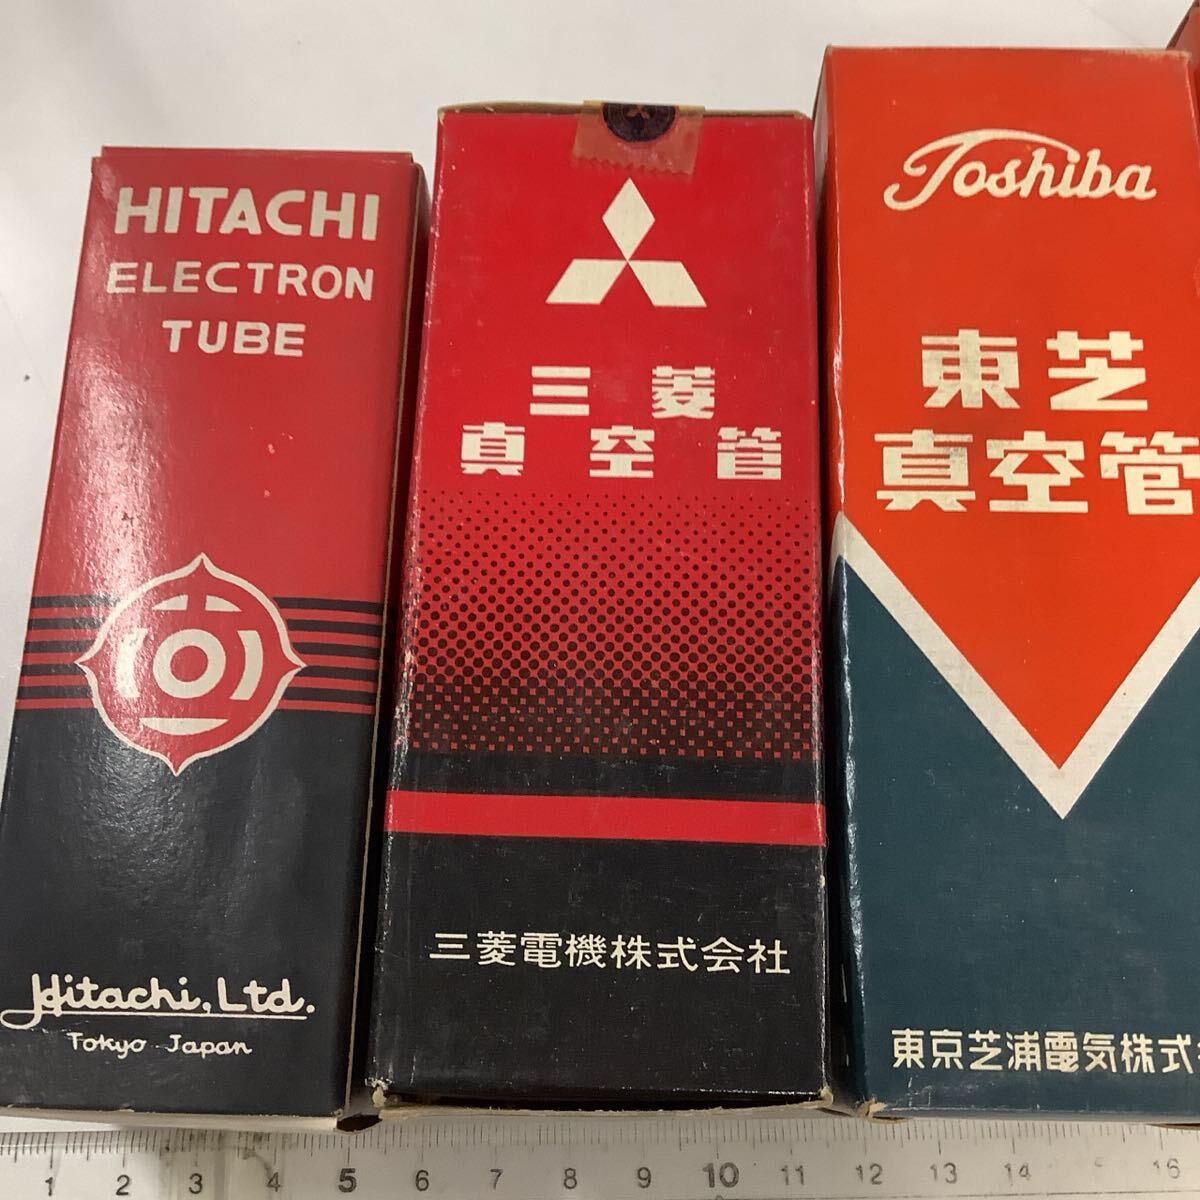 HITACHI
ELECTRON
TUBE
Hitachi, Ltd.
Tokyo Japan
三菱
真空管
三菱電機株式会社
Toshiba
東芝
真空管
東京芝浦電気株式
1 2 3 4 5 6 7 8 9 10 11 12 13 14 16